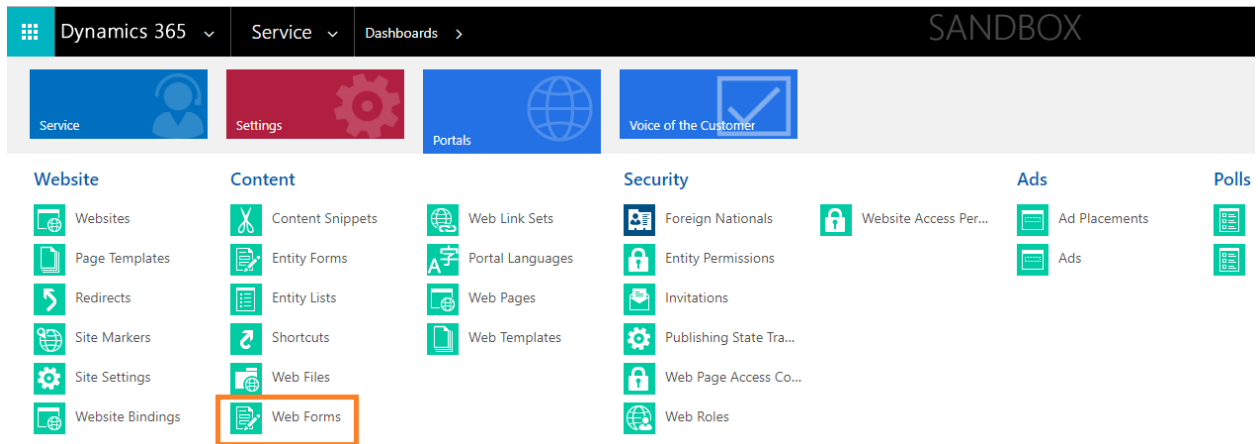 Dynamics 365 Service Dashboards > SANDBOX
Service Settings Portals Voice of the Customer
Website Content Security Ads Polls
Websites Content Snippets Web Link Sets Foreign Nationals Website Access Per... Ad Placements
Page Templates Entity Forms A字 Portal Languages Entity Permissions Ads
Redirects Entity Lists Web Pages Invitations
Site Markers Shortcuts Web Templates Publishing State Tra...
Site Settings Web Files Web Page Access Co...
Website Bindings Web Forms Web Roles